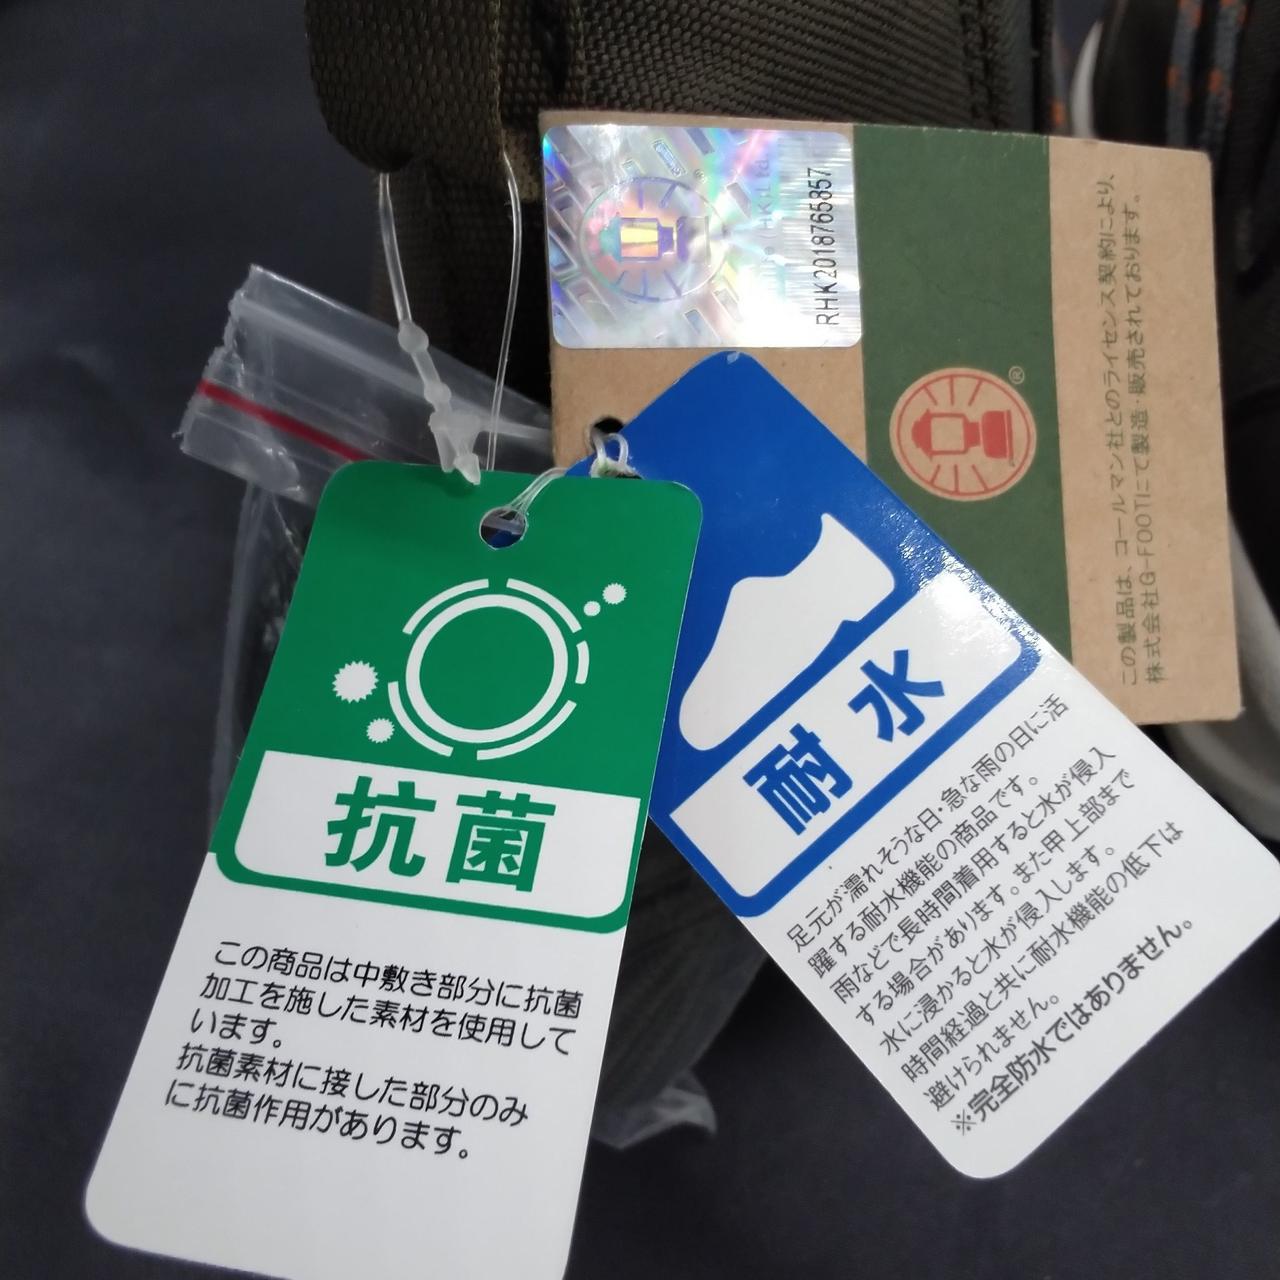 抗菌
この商品は中敷き部分に抗菌
加工を施した素材を使用して
います。
抗菌素材に接した部分のみ
に抗菌作用があります。
耐水
足元が濡れそうな日・急な雨の日に活
躍する耐水機能の商品です。
雨などで長時間着用すると水が侵入
する場合があります。また甲上部まで
水に浸かると水が侵入します。
時間経過と共に耐水機能の低下は
避けられません。
※完全防水ではありません。
RHK2018765857
®
この製品は、コールマン社とのライセンス契約により、
株式会社G-FOOTにて製造・販売されております。